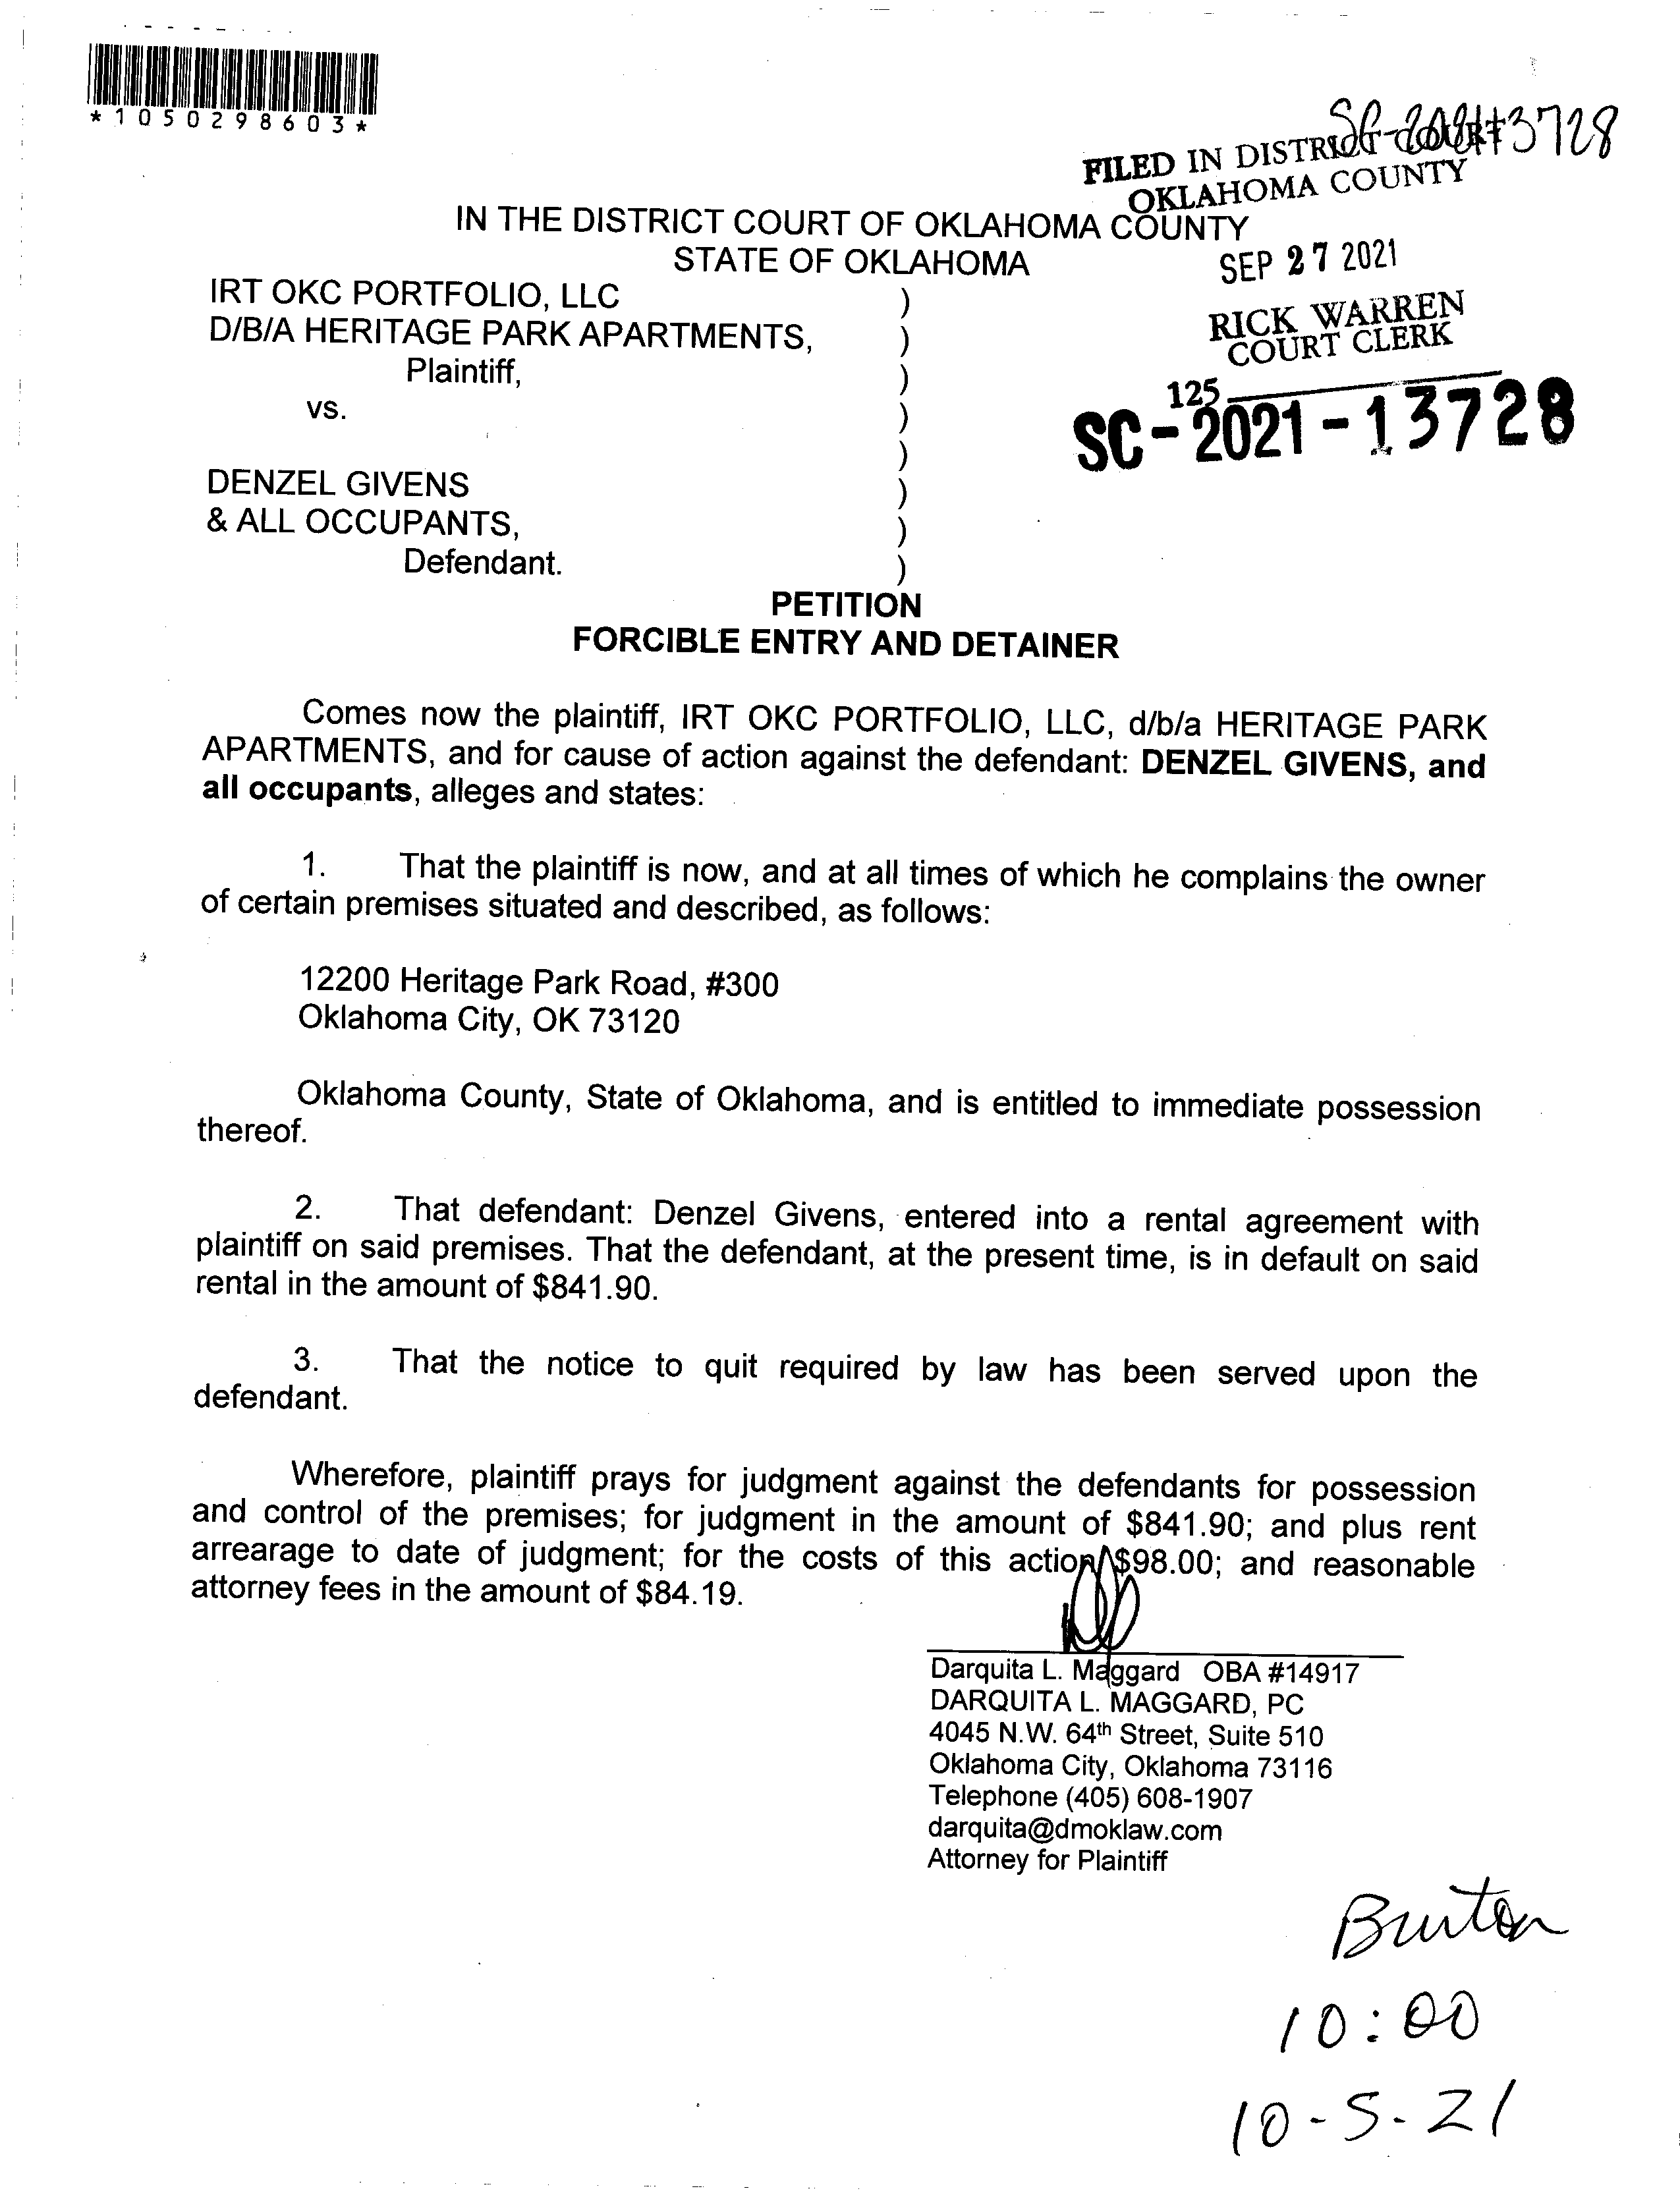 *1050298603*
SC-2021-13728
FILED IN DISTRICT COURT
OKLAHOMA COUNTY
IN THE DISTRICT COURT OF OKLAHOMA COUNTY
STATE OF OKLAHOMA
SEP 27 2021
IRT OKC PORTFOLIO, LLC )
D/B/A HERITAGE PARK APARTMENTS, )
Plaintiff, )
RICK WARREN
COURT CLERK
125
vs. )
SC-2021-13728
)
DENZEL GIVENS )
& ALL OCCUPANTS, )
Defendant. )
PETITION
FORCIBLE ENTRY AND DETAINER
Comes now the plaintiff, IRT OKC PORTFOLIO, LLC, d/b/a HERITAGE PARK
APARTMENTS, and for cause of action against the defendant: DENZEL GIVENS, and
all occupants, alleges and states:
1. That the plaintiff is now, and at all times of which he complains the owner
of certain premises situated and described, as follows:
12200 Heritage Park Road, #300
Oklahoma City, OK 73120
Oklahoma County, State of Oklahoma, and is entitled to immediate possession
thereof.
2. That defendant: Denzel Givens, entered into a rental agreement with
plaintiff on said premises. That the defendant, at the present time, is in default on said
rental in the amount of $841.90.
3. That the notice to quit required by law has been served upon the
defendant.
Wherefore, plaintiff prays for judgment against the defendants for possession
and control of the premises; for judgment in the amount of $841.90; and plus rent
arrearage to date of judgment; for the costs of this action $98.00; and reasonable
attorney fees in the amount of $84.19.
Darquita L. Maggard OBA #14917
DARQUITA L. MAGGARD, PC
4045 N.W. 64th Street, Suite 510
Oklahoma City, Oklahoma 73116
Telephone (405) 608-1907
darquita@dmoklaw.com
Attorney for Plaintiff
Burton
10:00
10-5-21